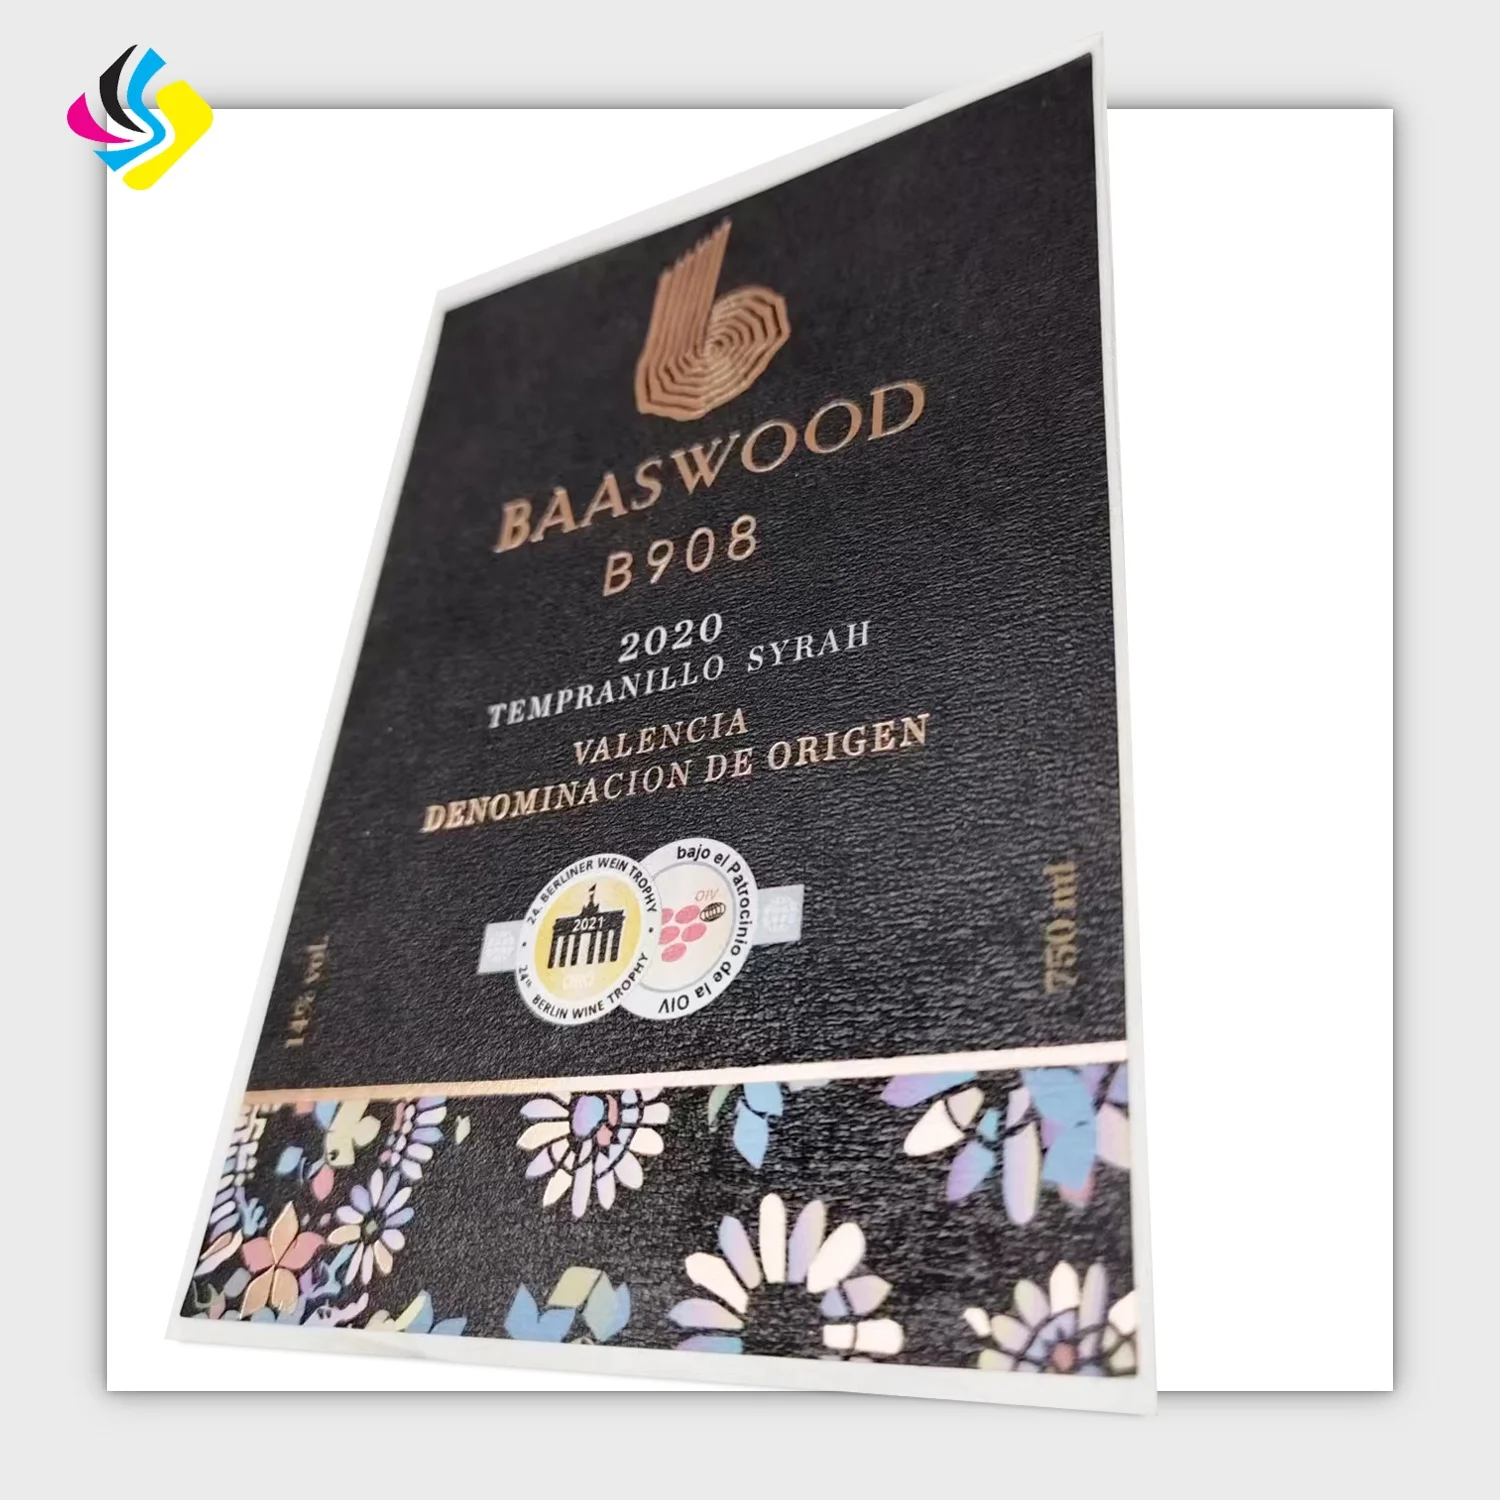 BAASWOOD
B908
2020
TEMPRANILLO SYRAH
VALENCIA
DENOMINACION DE ORIGEN
24. BERLINER WEIN TROPHY
2021
24th BERLIN WINE TROPHY
bajo el Patrocinio de la OIV
OIV
14% vol.
750 ml